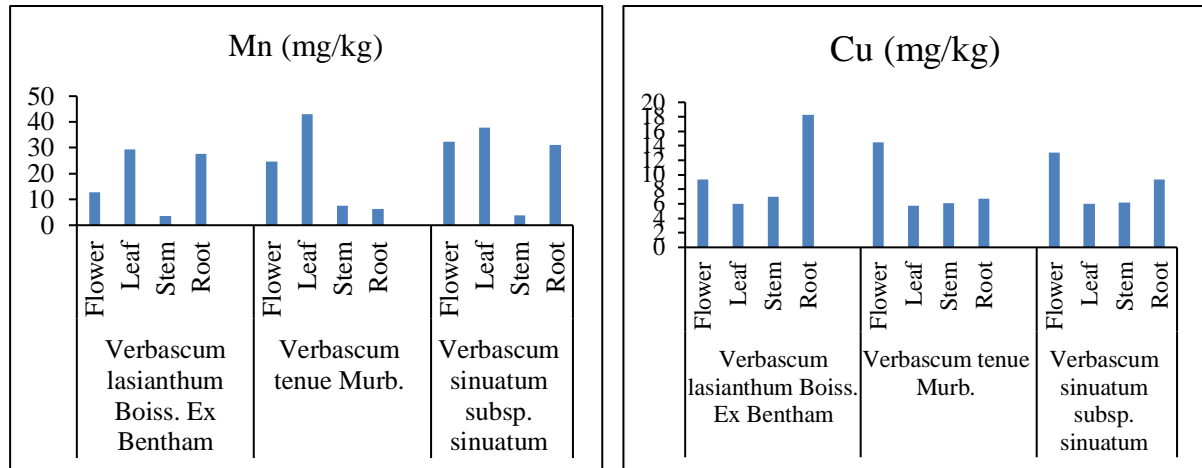 Mn (mg/kg)
50
40
30
20
10
0
Flower
Leaf
Stem
Root
Flower
Leaf
Stem
Root
Flower
Leaf
Stem
Root
Verbascum
lasianthum
Boiss. Ex
Bentham
Verbascum
tenue Murb.
Verbascum
sinuatum
subsp.
sinuatum
Cu (mg/kg)
20
18
16
14
12
10
8
6
4
2
0
Flower
Leaf
Stem
Root
Flower
Leaf
Stem
Root
Flower
Leaf
Stem
Root
Verbascum
lasianthum Boiss.
Ex Bentham
Verbascum tenue
Murb.
Verbascum
sinuatum
subsp.
sinuatum